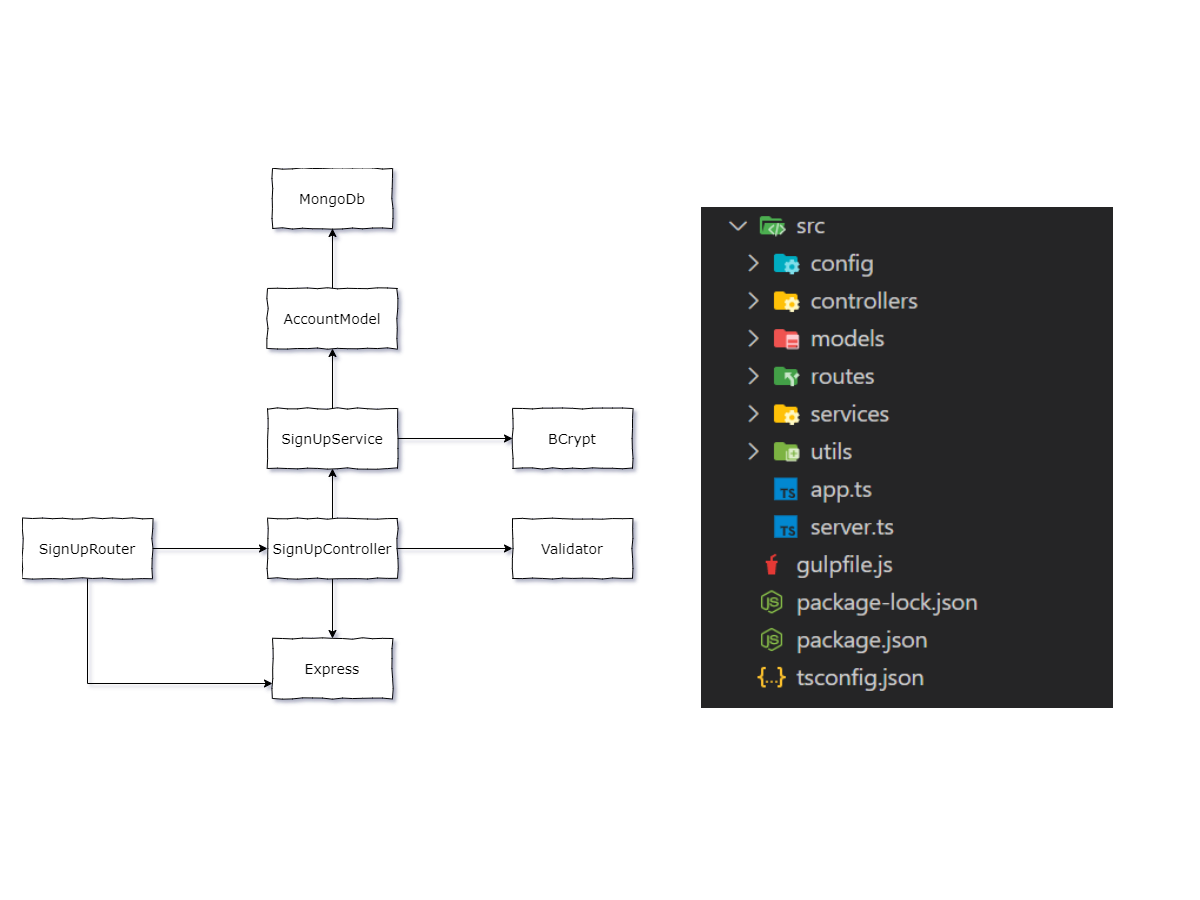 MongoDb
AccountModel
SignUpService
BCrypt
SignUpRouter
SignUpController
Validator
Express
src
config
controllers
models
routes
services
utils
TS app.ts
TS server.ts
gulpfile.js
JS package-lock.json
JS package.json
{..} tsconfig.json